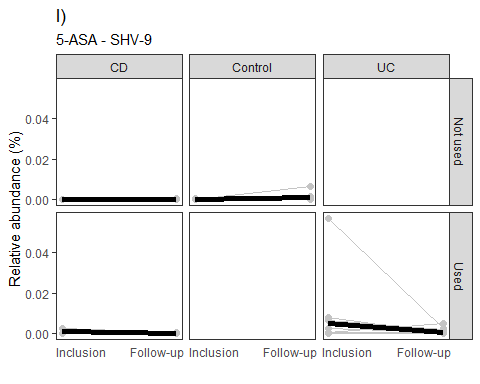 I)
5-ASA - SHV-9
CD Control UC
Relative abundance (%)
0.04
0.02
0.00
Not used
0.04
0.02
0.00
Used
Inclusion Follow-up Inclusion Follow-up Inclusion Follow-up